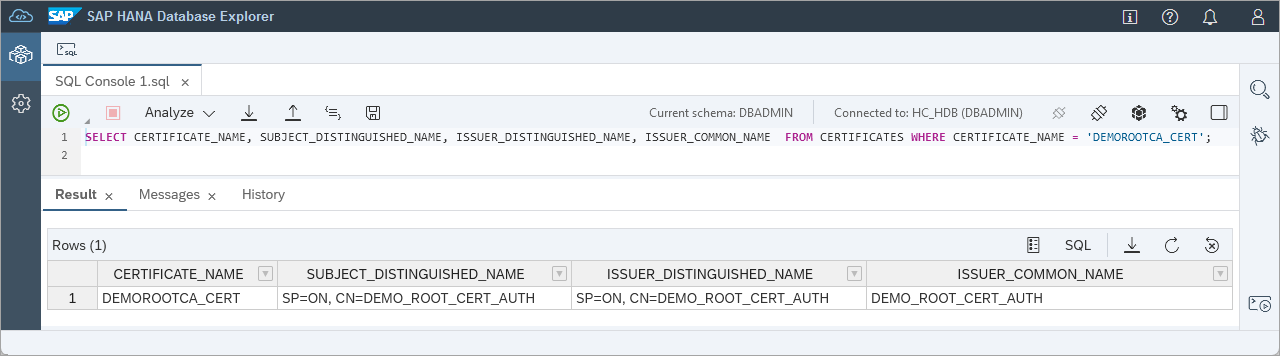 SAP SAP HANA Database Explorer
SQL
SQL Console 1.sql
Analyze Current schema: DBADMIN Connected to: HC_HDB (DBADMIN)
1 SELECT CERTIFICATE_NAME, SUBJECT_DISTINGUISHED_NAME, ISSUER_DISTINGUISHED_NAME, ISSUER_COMMON_NAME  FROM CERTIFICATES WHERE CERTIFICATE_NAME = 'DEMOROOTCA_CERT';
2
Result Messages History
Rows (1) SQL
CERTIFICATE_NAME SUBJECT_DISTINGUISHED_NAME ISSUER_DISTINGUISHED_NAME ISSUER_COMMON_NAME
1 DEMOROOTCA_CERT SP=ON, CN=DEMO_ROOT_CERT_AUTH SP=ON, CN=DEMO_ROOT_CERT_AUTH DEMO_ROOT_CERT_AUTH